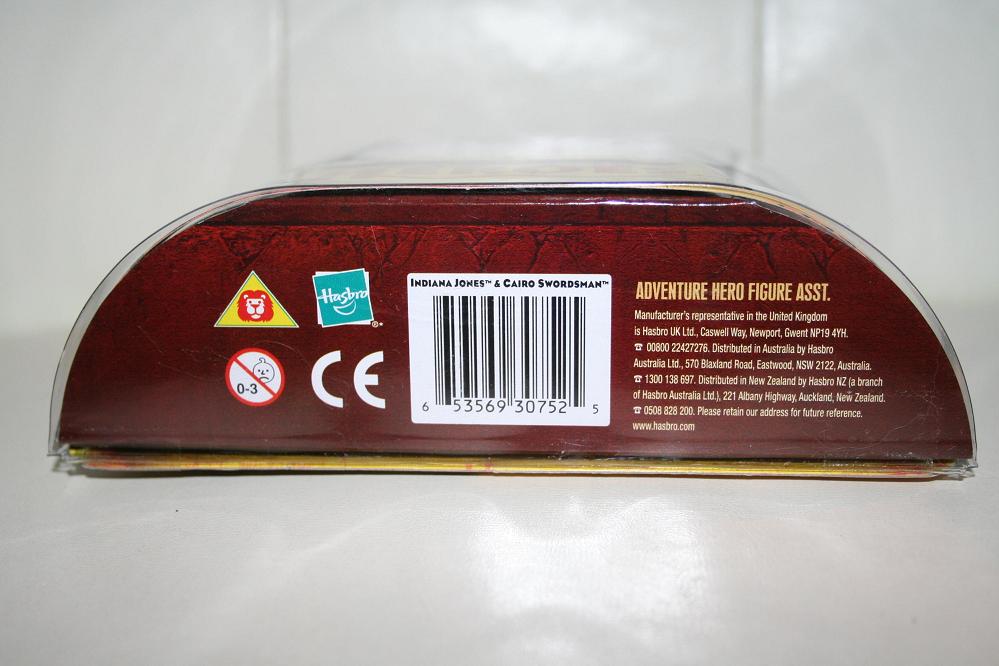 Hasbro
®*
0-3
CE
INDIANA JONES™ & CAIRO SWORDSMAN™
6 53569 30752 5
ADVENTURE HERO FIGURE ASST.
Manufacturer's representative in the United Kingdom
is Hasbro UK Ltd., Caswell Way, Newport, Gwent NP19 4YH.
☎ 00800 22427276. Distributed in Australia by Hasbro
Australia Ltd., 570 Blaxland Road, Eastwood, NSW 2122, Australia.
☎ 1300 138 697. Distributed in New Zealand by Hasbro NZ (a branch
of Hasbro Australia Ltd.), 221 Albany Highway, Auckland, New Zealand.
☎ 0508 828 200. Please retain our address for future reference.
www.hasbro.com